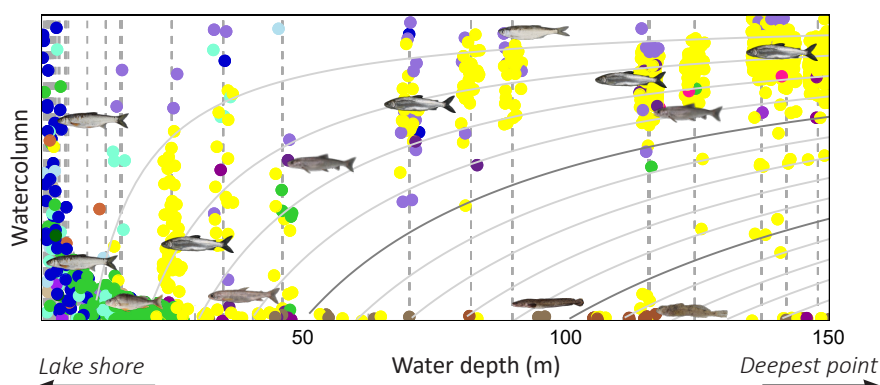 Watercolumn
50
100
150
Lake shore
Water depth (m)
Deepest point